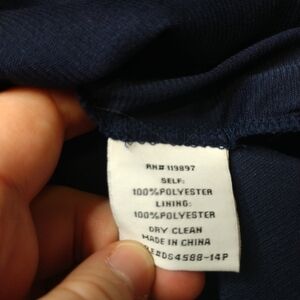 RN# 119897
SELF:
100% POLYESTER
LINING:
100% POLYESTER
DRY CLEAN
MADE IN CHINA
#DS4588-14P